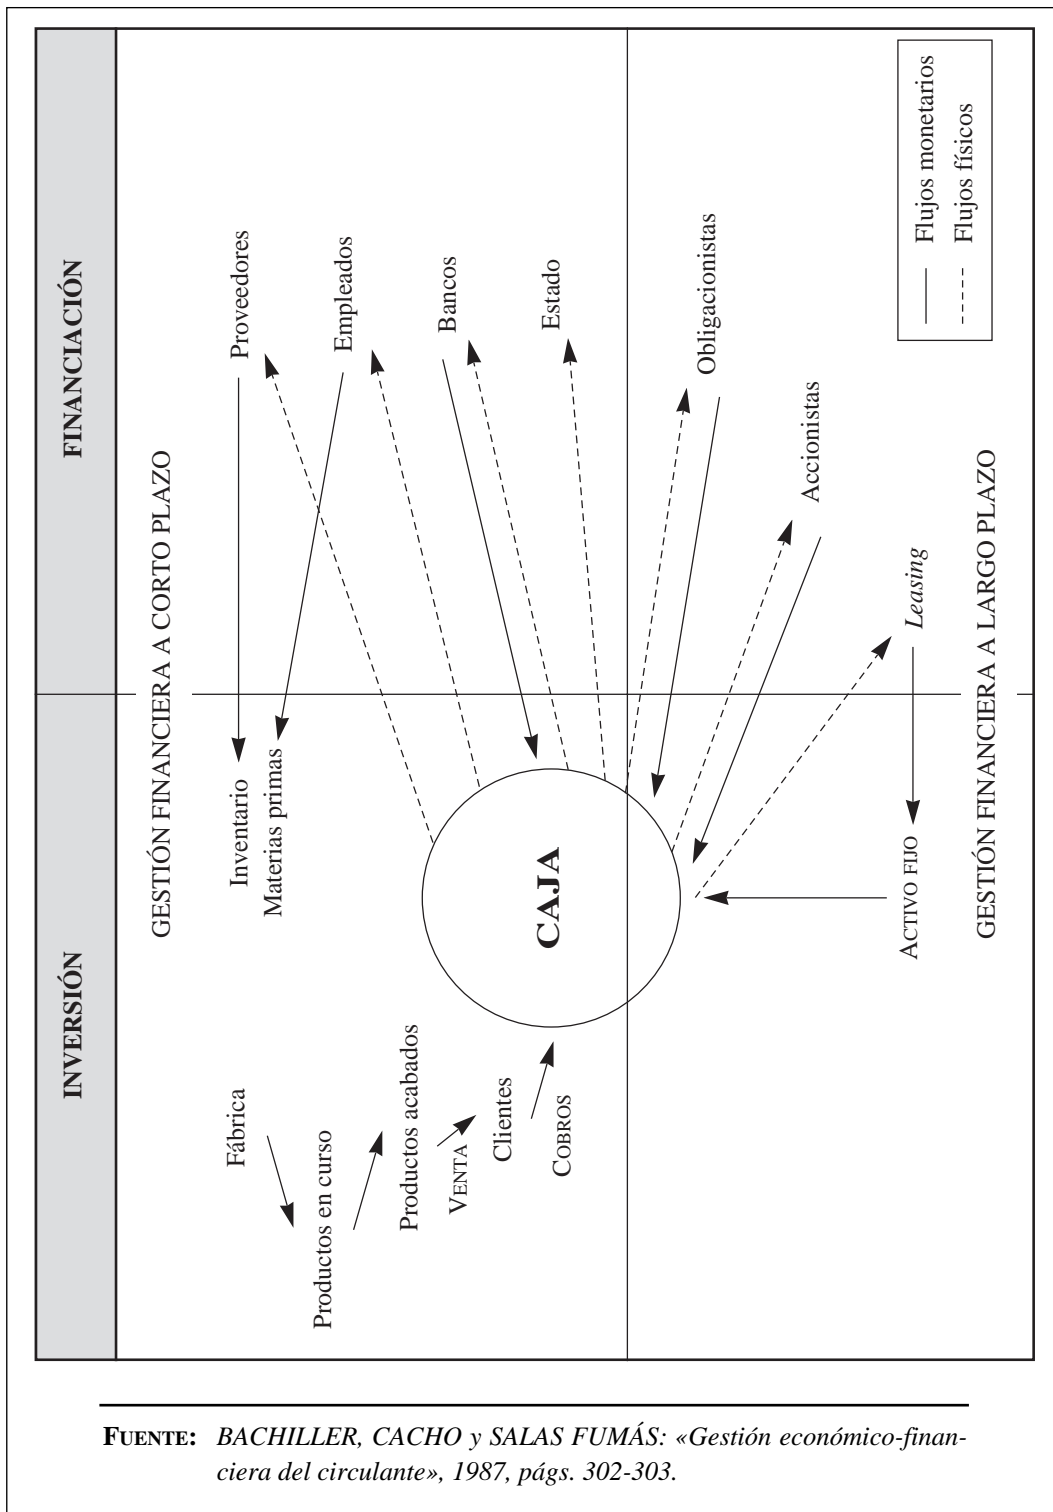 INVERSIÓN
FINANCIACIÓN
GESTIÓN FINANCIERA A CORTO PLAZO
Fábrica
Productos en curso
Productos acabados
VENTA
Clientes
COBROS
Inventario
Materias primas
CAJA
Proveedores
Empleados
Bancos
Estado
Obligacionistas
Accionistas
Leasing
ACTIVO FIJO
GESTIÓN FINANCIERA A LARGO PLAZO
Flujos monetarios
Flujos físicos
FUENTE: BACHILLER, CACHO y SALAS FUMÁS: «Gestión económico-finan-
ciera del circulante», 1987, págs. 302-303.